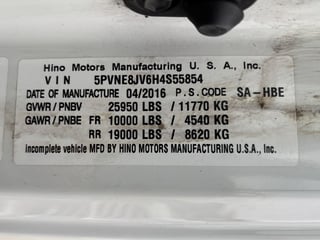 Hino Motors Manufacturing U. S. A., Inc.
V I N 5PVNE8JV6H4S55854
DATE OF MANUFACTURE 04/2016 P. S. CODE SA-HBE
GVWR / PNBV 25950 LBS / 11770 KG
GAWR / PNBE FR 10000 LBS / 4540 KG
RR 19000 LBS / 8620 KG
incomplete vehicle MFD BY HINO MOTORS MANUFACTURING U.S.A., Inc.